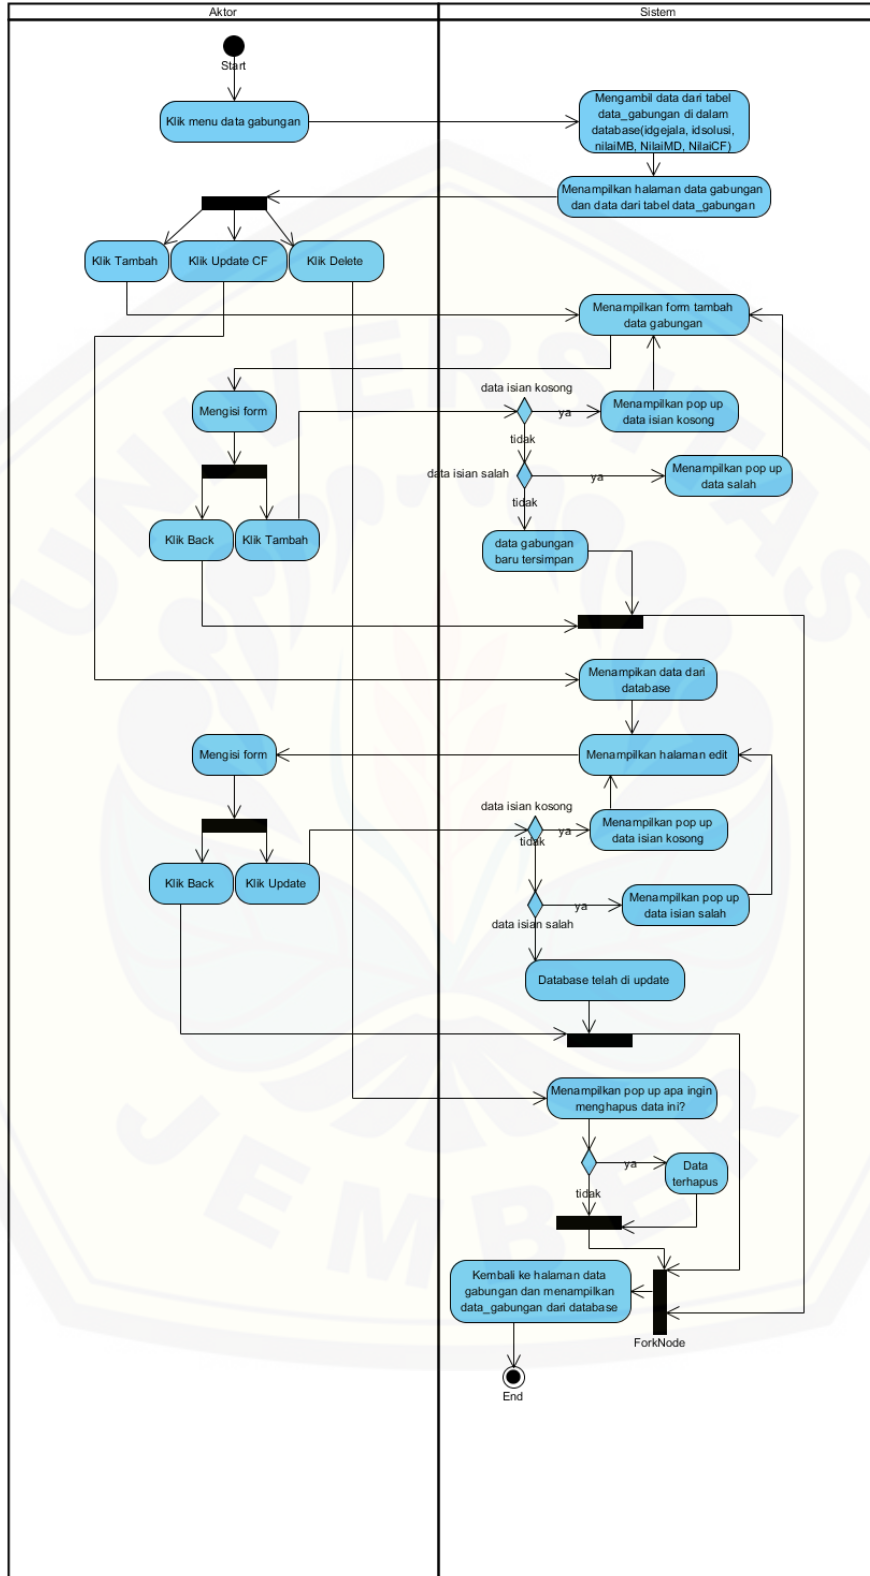 Aktor
Sistem
Start
Klik menu data gabungan
Mengambil data dari tabel
data_gabungan di dalam
database(idgejala, idsolusi,
nilaiMB, NilaiMD, NilaiCF)
Menampilkan halaman data gabungan
dan data dari tabel data_gabungan
Klik Tambah
Klik Update CF
Klik Delete
Menampilkan form tambah
data gabungan
Mengisi form
data isian kosong
ya
Menampilkan pop up
data isian kosong
tidak
data isian salah
ya
Menampilkan pop up
data salah
tidak
Klik Back
Klik Tambah
data gabungan
baru tersimpan
Menampikan data dari
database
Mengisi form
Menampilkan halaman edit
data isian kosong
tidak
ya
Menampilkan pop up
data isian kosong
Klik Back
Klik Update
ya
Menampilkan pop up
data isian salah
data isian salah
Database telah di update
Menampilkan pop up apa ingin
menghapus data ini?
ya
Data
terhapus
tidak
Kembali ke halaman data
gabungan dan menampilkan
data_gabungan dari database
ForkNode
End
UNIVERSITAS
JEMBER